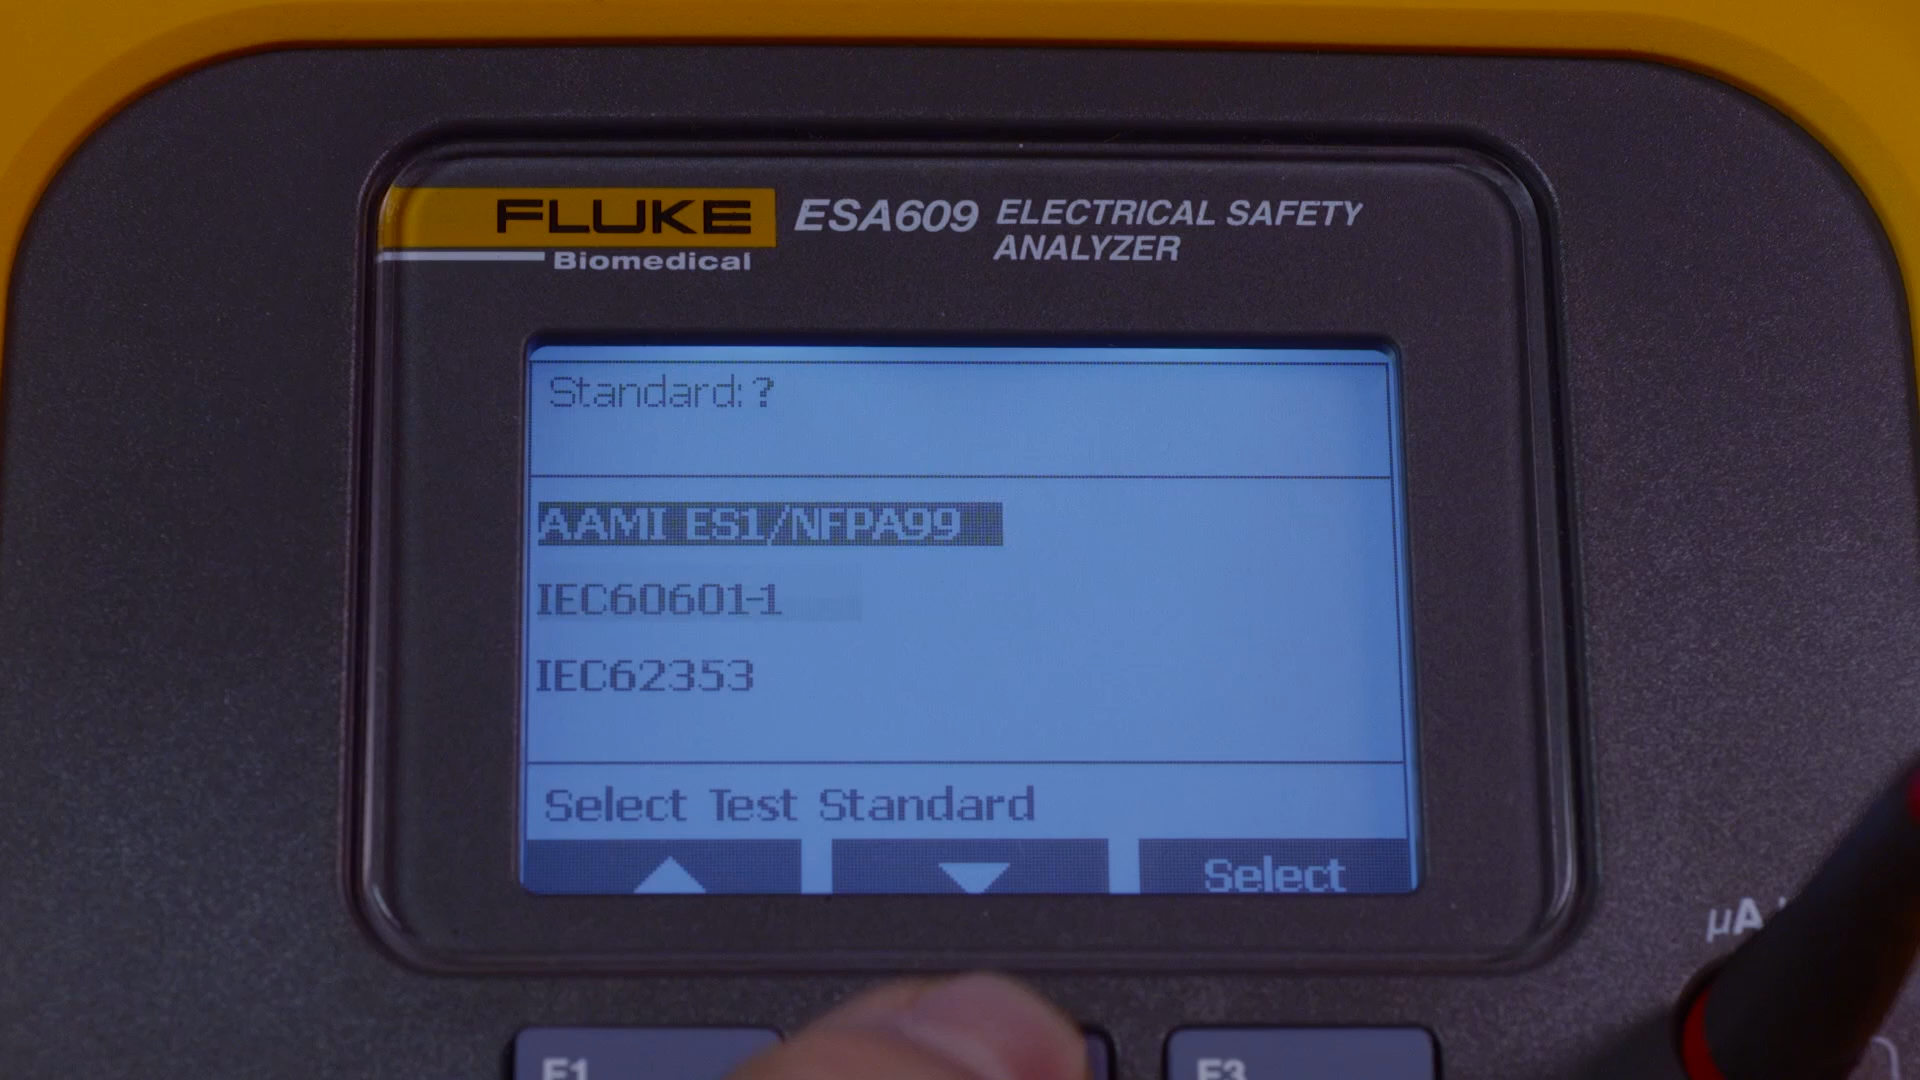 FLUKE
Biomedical
ESA609 ELECTRICAL SAFETY
ANALYZER
Standard: ?
AAMI ES1/NFPA99
IEC60601-1
IEC62353
Select Test Standard
Select
µA
F1
F3